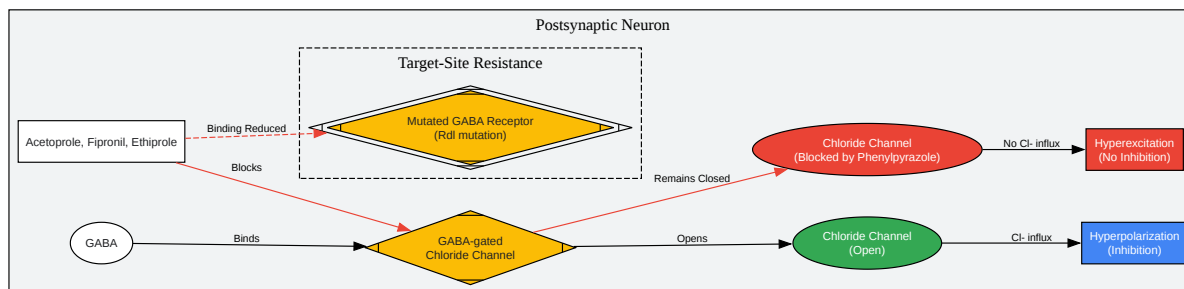 Postsynaptic Neuron
Target-Site Resistance
Mutated GABA Receptor
(Rdl mutation)
Acetoprole, Fipronil, Ethiprole
Binding Reduced
Blocks
Chloride Channel
(Blocked by Phenylpyrazole)
No Cl- influx
Hyperexcitation
(No Inhibition)
Remains Closed
GABA
Binds
GABA-gated
Chloride Channel
Opens
Chloride Channel
(Open)
Cl- influx
Hyperpolarization
(Inhibition)